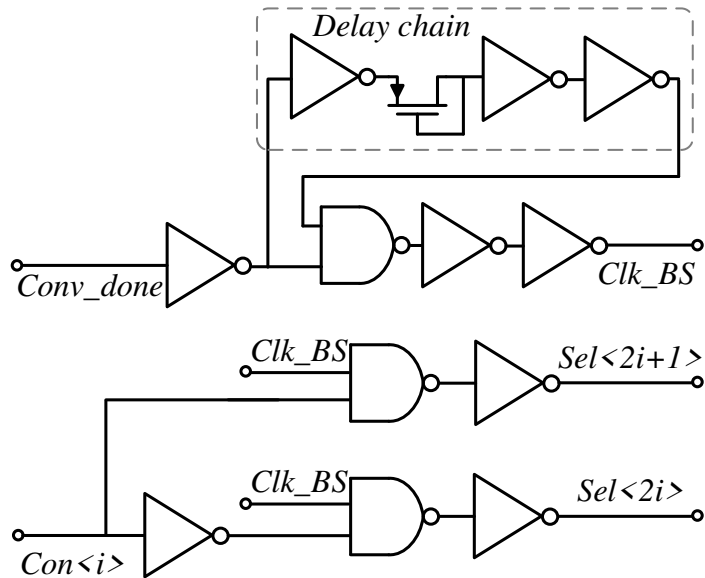 Delay chain
Conv_done
Clk_BS
Clk_BS
Sel<2i+1>
Clk_BS
Sel<2i>
Con<i>